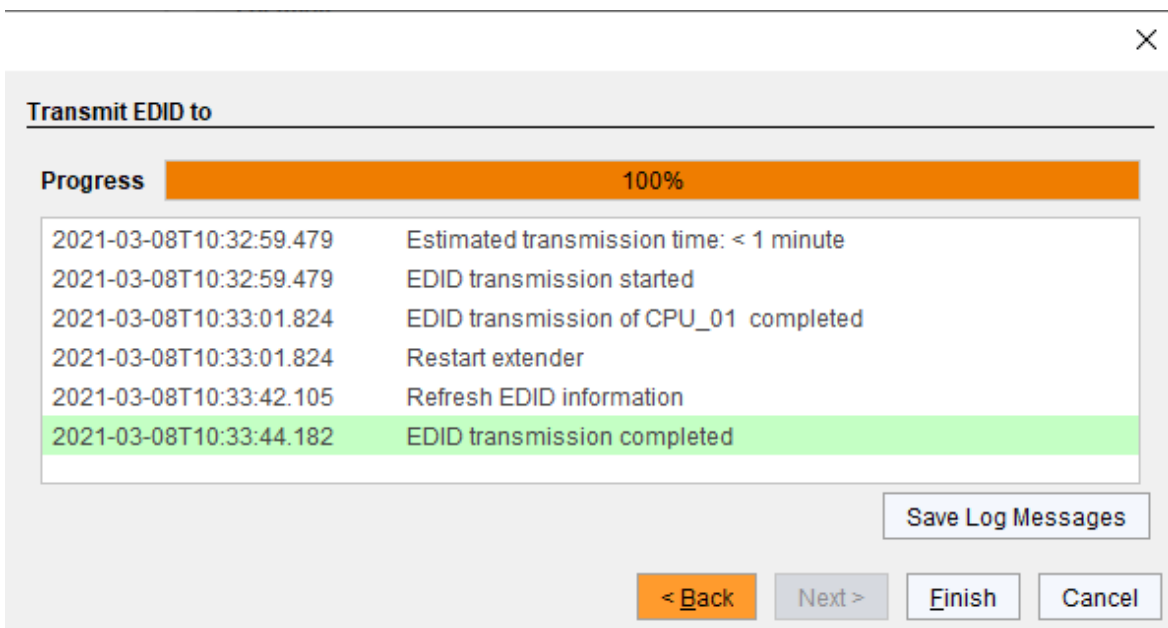 Transmit EDID to
Progress 100%
2021-03-08T10:32:59.479 Estimated transmission time: < 1 minute
2021-03-08T10:32:59.479 EDID transmission started
2021-03-08T10:33:01.824 EDID transmission of CPU_01 completed
2021-03-08T10:33:01.824 Restart extender
2021-03-08T10:33:42.105 Refresh EDID information
2021-03-08T10:33:44.182 EDID transmission completed
Save Log Messages
< Back Next > Finish Cancel